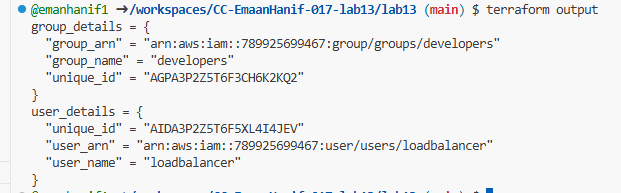 @emanhanif1 → /workspaces/CC-EmaanHanif-017-lab13/lab13 (main) $ terraform output
group_details = {
"group_arn" = "arn:aws:iam::789925699467:group/groups/developers"
"group_name" = "developers"
"unique_id" = "AGPA3P2Z5T6F3CH6K2KQ2"
}
user_details = {
"unique_id" = "AIDA3P2Z5T6F5XL4I4JEV"
"user_arn" = "arn:aws:iam::789925699467:user/users/loadbalancer"
"user_name" = "loadbalancer"
}